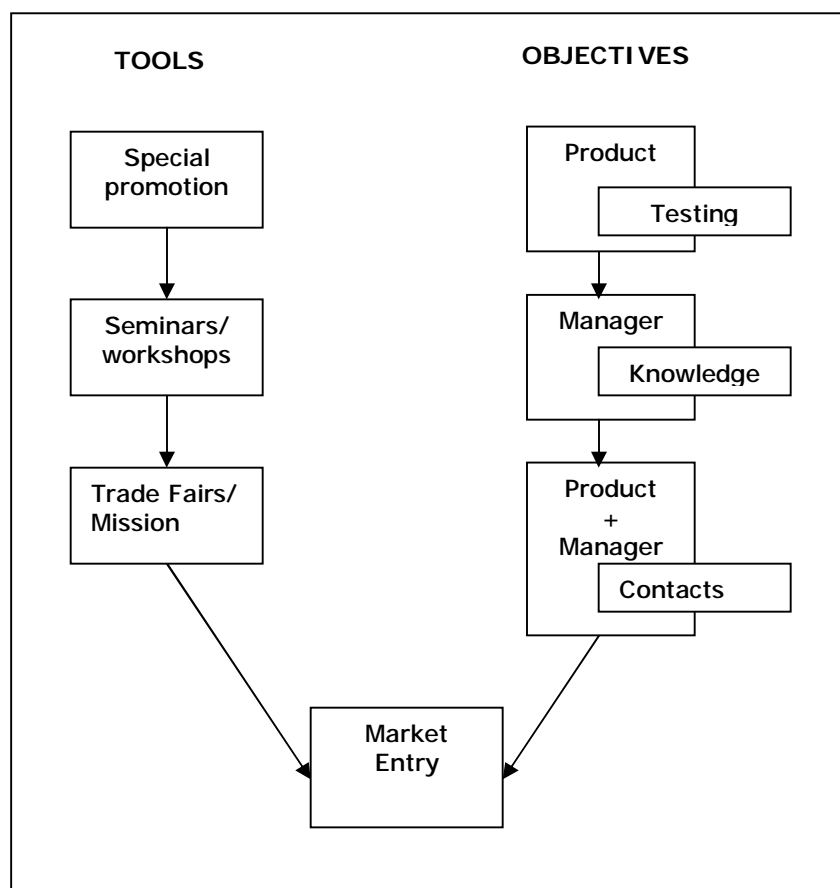 TOOLS
OBJECTIVES
Special
promotion
Seminars/
workshops
Trade Fairs/
Mission
Product
Testing
Manager
Knowledge
Product
+
Manager
Contacts
Market
Entry